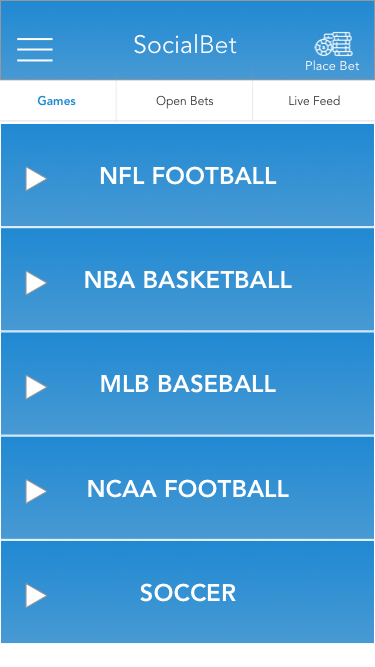 SocialBet
Place Bet
Games
Open Bets
Live Feed
NFL FOOTBALL
NBA BASKETBALL
MLB BASEBALL
NCAA FOOTBALL
SOCCER